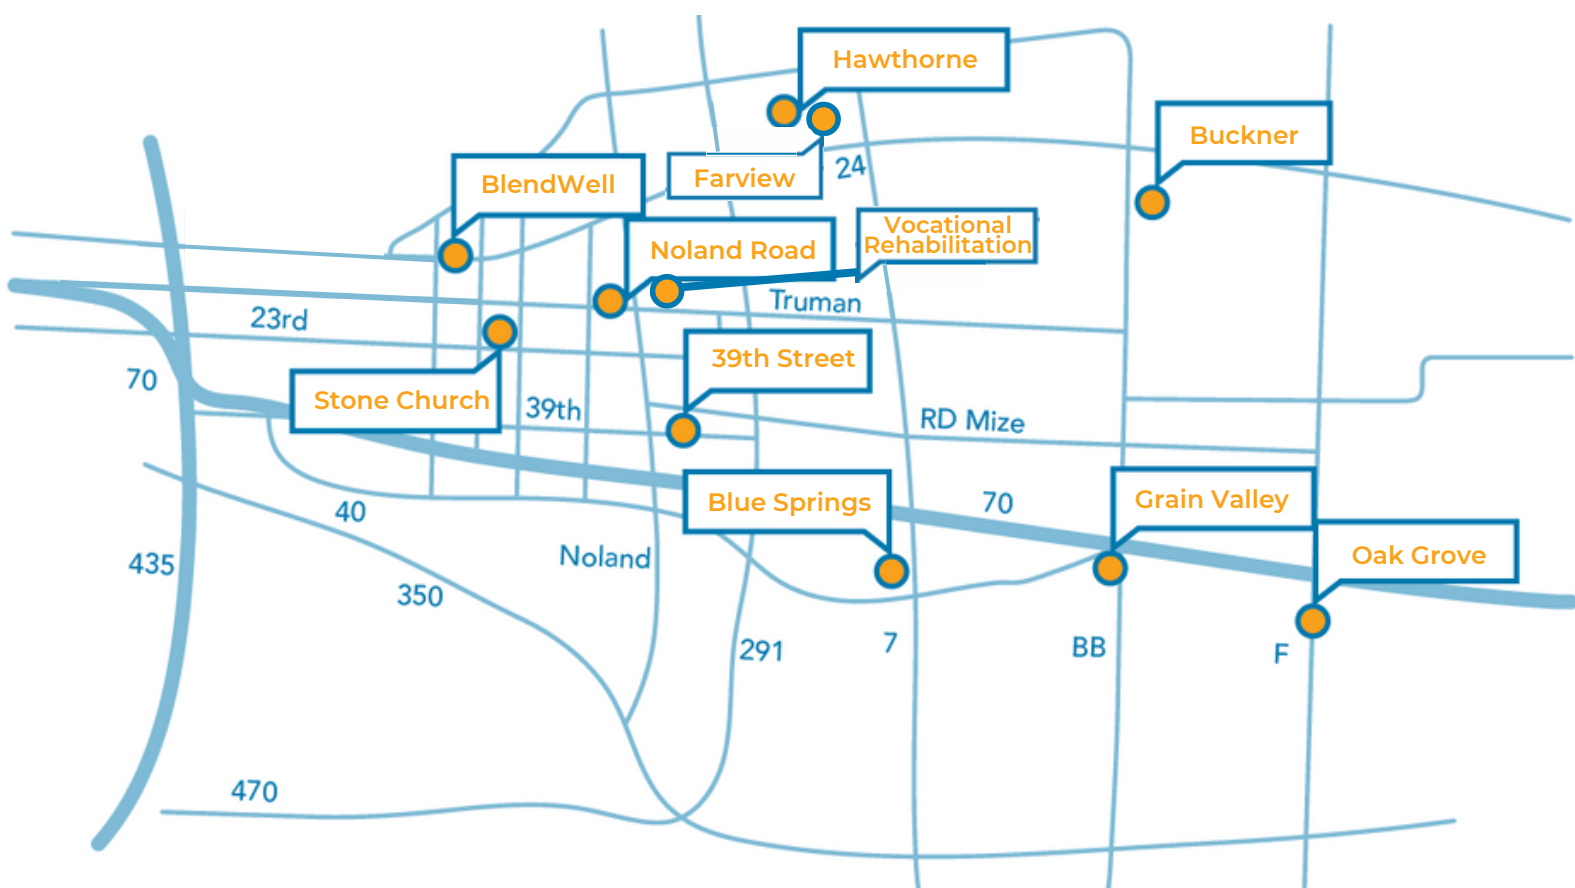 Hawthorne
Buckner
24
Farview
BlendWell
Vocational
Rehabilitation
Noland Road
Truman
23rd
39th Street
70
Stone Church
39th
RD Mize
Blue Springs
70
Grain Valley
40
Noland
Oak Grove
435
350
291
7
BB
F
470